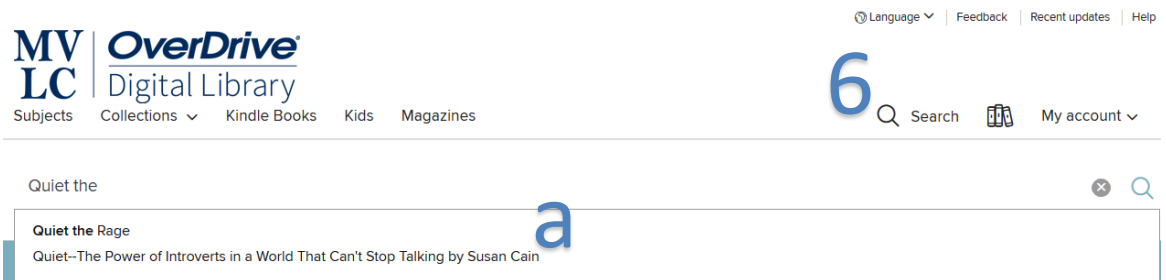 Language Feedback Recent updates Help
MV LC OverDrive®
Digital Library
6
Subjects Collections Kindle Books Kids Magazines Search My account
Quiet the
a
Quiet the Rage
Quiet--The Power of Introverts in a World That Can't Stop Talking by Susan Cain